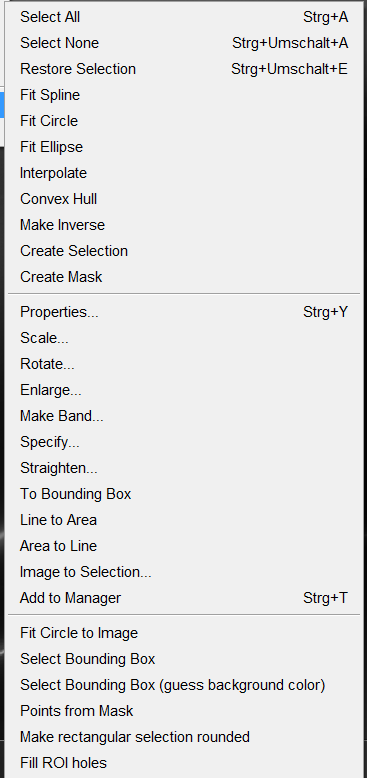 Select All Strg+A
Select None Strg+Umschalt+A
Restore Selection Strg+Umschalt+E
Fit Spline
Fit Circle
Fit Ellipse
Interpolate
Convex Hull
Make Inverse
Create Selection
Create Mask
Properties... Strg+Y
Scale...
Rotate...
Enlarge...
Make Band...
Specify...
Straighten...
To Bounding Box
Line to Area
Area to Line
Image to Selection...
Add to Manager Strg+T
Fit Circle to Image
Select Bounding Box
Select Bounding Box (guess background color)
Points from Mask
Make rectangular selection rounded
Fill ROI holes